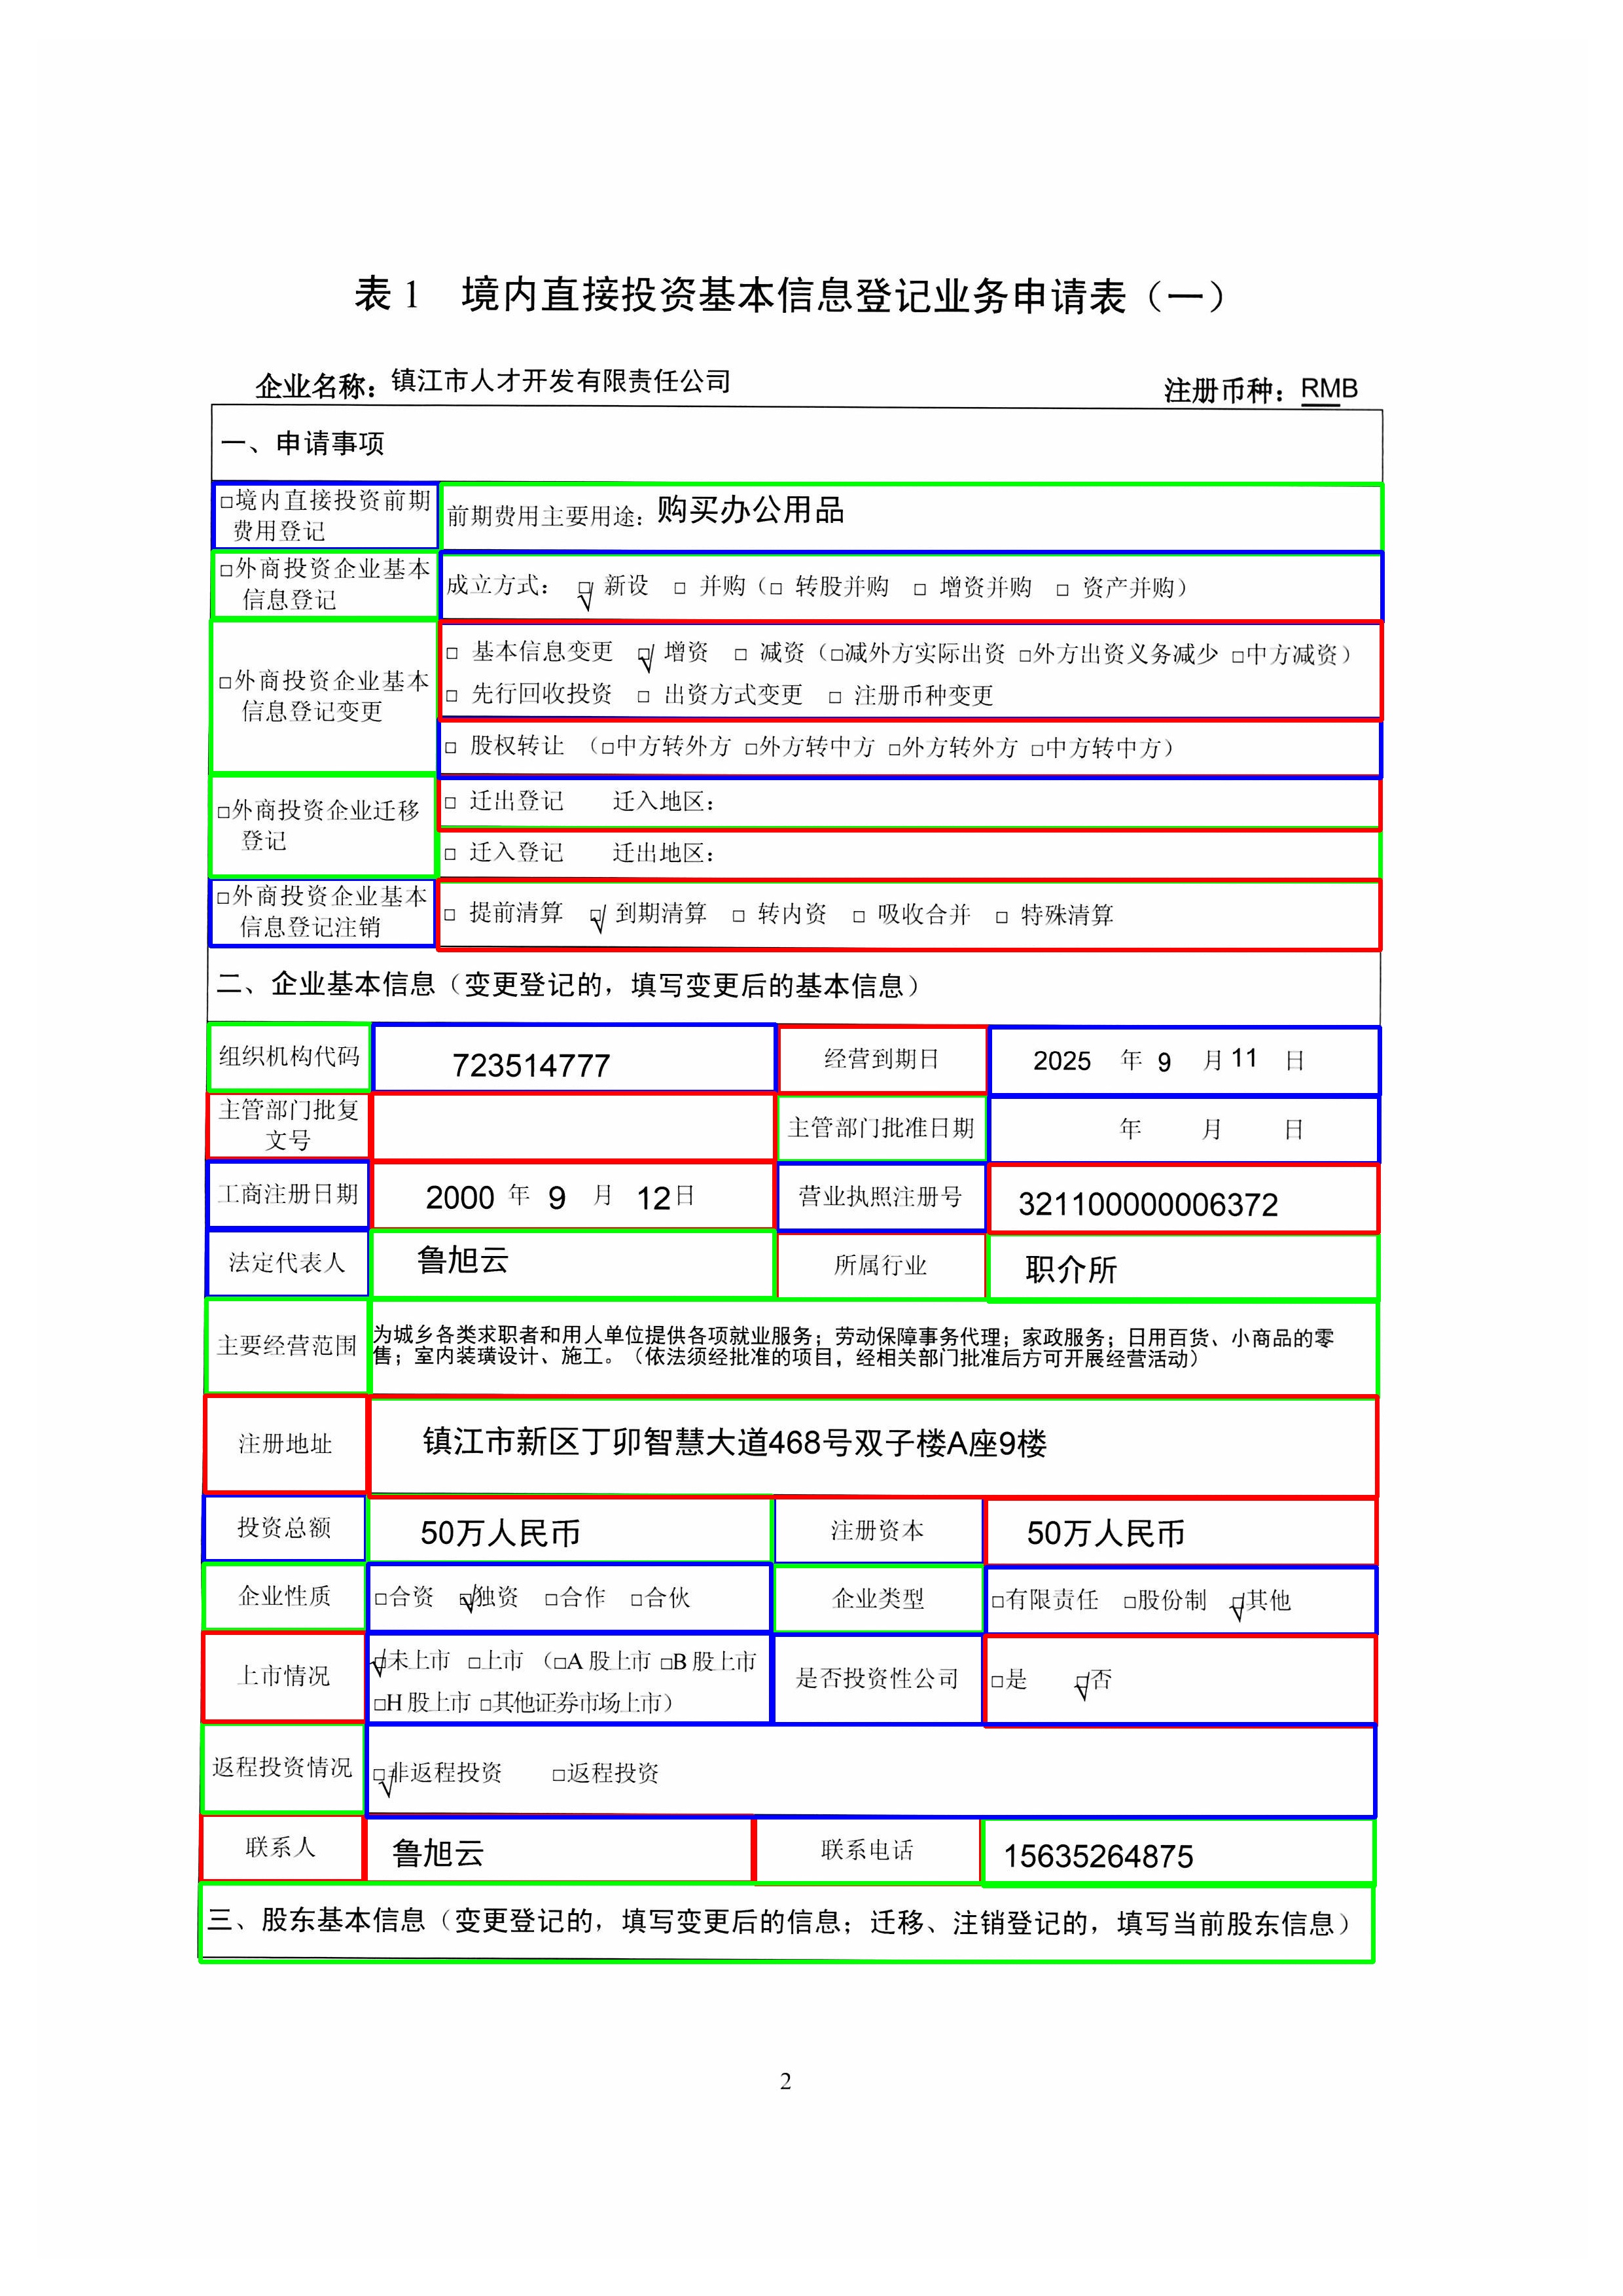 表 1 境内直接投资基本信息登记业务申请表（一）
企业名称：镇江市人才开发有限责任公司 注册币种：RMB
一、申请事项
□境内直接投资前期
费用登记
前期费用主要用途：购买办公用品
□外商投资企业基本
信息登记
成立方式： ☑ 新设 □ 并购（□ 转股并购 □ 增资并购 □ 资产并购）
□外商投资企业基本
信息登记变更
□ 基本信息变更 ☑ 增资 □ 减资（□减外方实际出资 □外方出资义务减少 □中方减资）
□ 先行回收投资 □ 出资方式变更 □ 注册币种变更
□ 股权转让 （□中方转外方 □外方转中方 □外方转外方 □中方转中方）
□外商投资企业迁移
登记
□ 迁出登记 迁入地区：
□ 迁入登记 迁出地区：
□外商投资企业基本
信息登记注销
□ 提前清算 ☑ 到期清算 □ 转内资 □ 吸收合并 □ 特殊清算
二、企业基本信息（变更登记的，填写变更后的基本信息）
组织机构代码 723514777 经营到期日 2025 年 9 月 11 日
主管部门批复
文号
主管部门批准日期 年 月 日
工商注册日期 2000 年 9 月 12日 营业执照注册号 321100000006372
法定代表人 鲁旭云 所属行业 职介所
主要经营范围
为城乡各类求职者和用人单位提供各项就业服务；劳动保障事务代理；家政服务；日用百货、小商品的零
售；室内装璜设计、施工。（依法须经批准的项目，经相关部门批准后方可开展经营活动）
注册地址 镇江市新区丁卯智慧大道468号双子楼A座9楼
投资总额 50万人民币 注册资本 50万人民币
企业性质 □合资 ☑独资 □合作 □合伙 企业类型 □有限责任 □股份制 ☑其他
上市情况
☑未上市 □上市 （□A 股上市 □B 股上市
□H 股上市 □其他证券市场上市）
是否投资性公司 □是 ☑否
返程投资情况 ☑非返程投资 □返程投资
联系人 鲁旭云 联系电话 15635264875
三、股东基本信息（变更登记的，填写变更后的信息；迁移、注销登记的，填写当前股东信息）
2